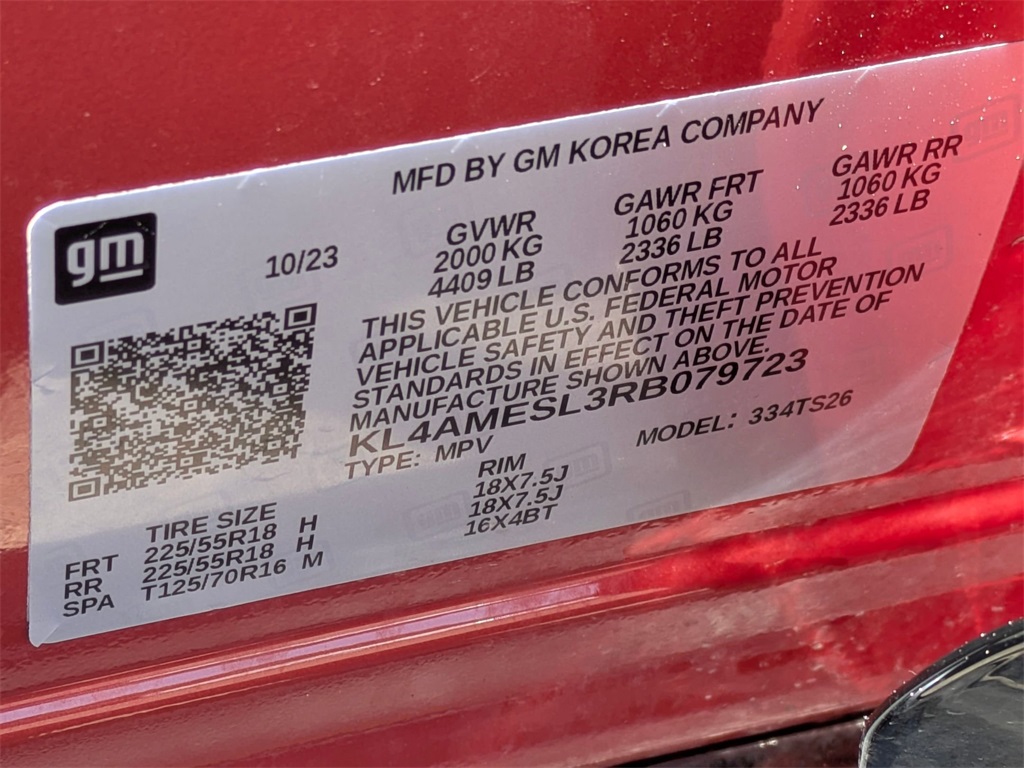 MFD BY GM KOREA COMPANY
gm
10/23
GVWR
2000 KG
4409 LB
GAWR FRT
1060 KG
2336 LB
GAWR RR
1060 KG
2336 LB
THIS VEHICLE CONFORMS TO ALL
APPLICABLE U.S. FEDERAL MOTOR
VEHICLE SAFETY AND THEFT PREVENTION
STANDARDS IN EFFECT ON THE DATE OF
MANUFACTURE SHOWN ABOVE.
KL4AMESL3RB079723
TYPE: MPV MODEL: 334TS26
TIRE SIZE RIM
FRT 225/55R18 H 18X7.5J
RR 225/55R18 H 18X7.5J
SPA T125/70R16 M 16X4BT